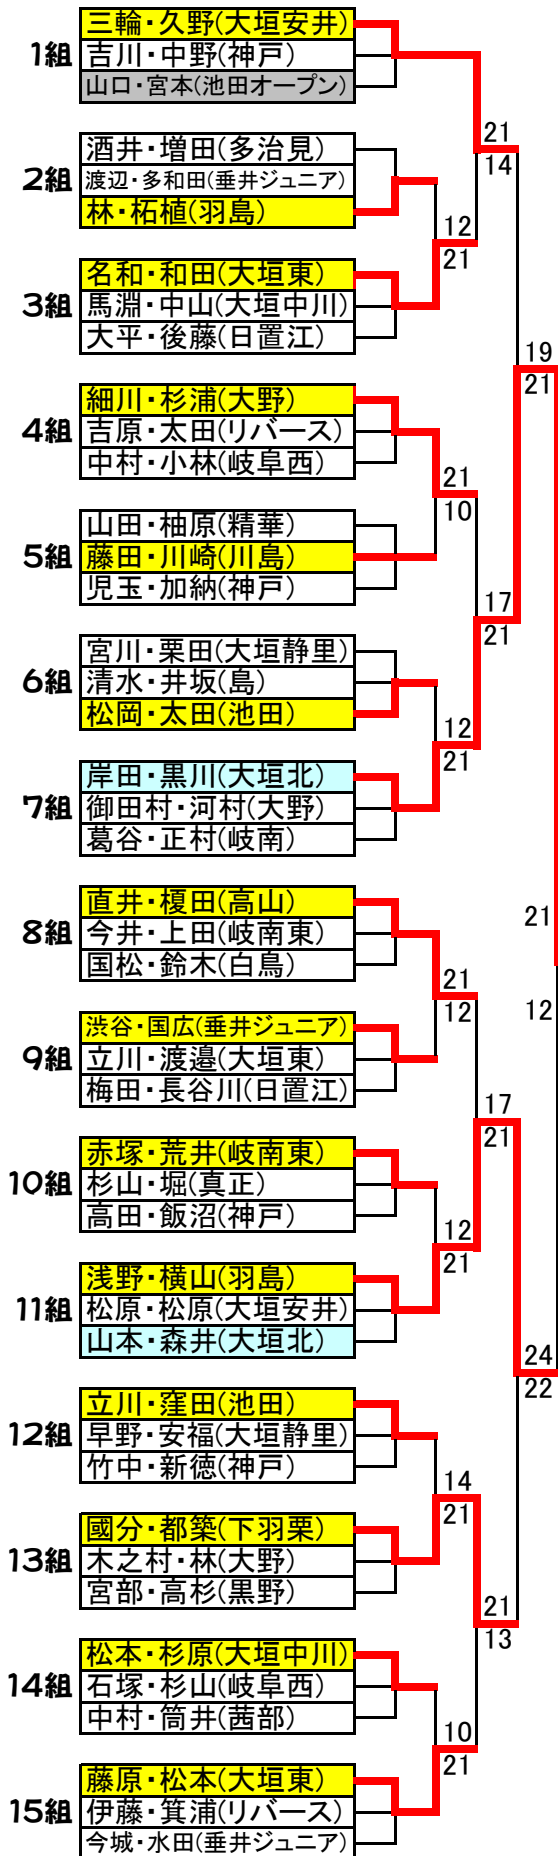 1組
三輪・久野(大垣安井)
吉川・中野(神戸)
山口・宮本(池田オープン)
21
14
2組
酒井・増田(多治見)
渡辺・多和田(垂井ジュニア)
林・柘植(羽島)
12
21
3組
名和・和田(大垣東)
馬淵・中山(大垣中川)
大平・後藤(日置江)
19
21
4組
細川・杉浦(大野)
吉原・太田(リバース)
中村・小林(岐阜西)
21
10
5組
山田・柚原(精華)
藤田・川崎(川島)
児玉・加納(神戸)
17
21
6組
宮川・栗田(大垣静里)
清水・井坂(島)
松岡・太田(池田)
12
21
7組
岸田・黒川(大垣北)
御田村・河村(大野)
葛谷・正村(岐南)
8組
直井・榎田(高山)
今井・上田(岐南東)
国松・鈴木(白鳥)
21
21
12
12
9組
渋谷・国広(垂井ジュニア)
立川・渡邉(大垣東)
梅田・長谷川(日置江)
17
21
10組
赤塚・荒井(岐南東)
杉山・堀(真正)
高田・飯沼(神戸)
12
21
11組
浅野・横山(羽島)
松原・松原(大垣安井)
山本・森井(大垣北)
24
22
12組
立川・窪田(池田)
早野・安福(大垣静里)
竹中・新徳(神戸)
14
21
13組
國分・都築(下羽栗)
木之村・林(大野)
宮部・高杉(黒野)
21
13
14組
松本・杉原(大垣中川)
石塚・杉山(岐阜西)
中村・筒井(茜部)
10
21
15組
藤原・松本(大垣東)
伊藤・箕浦(リバース)
今城・水田(垂井ジュニア)